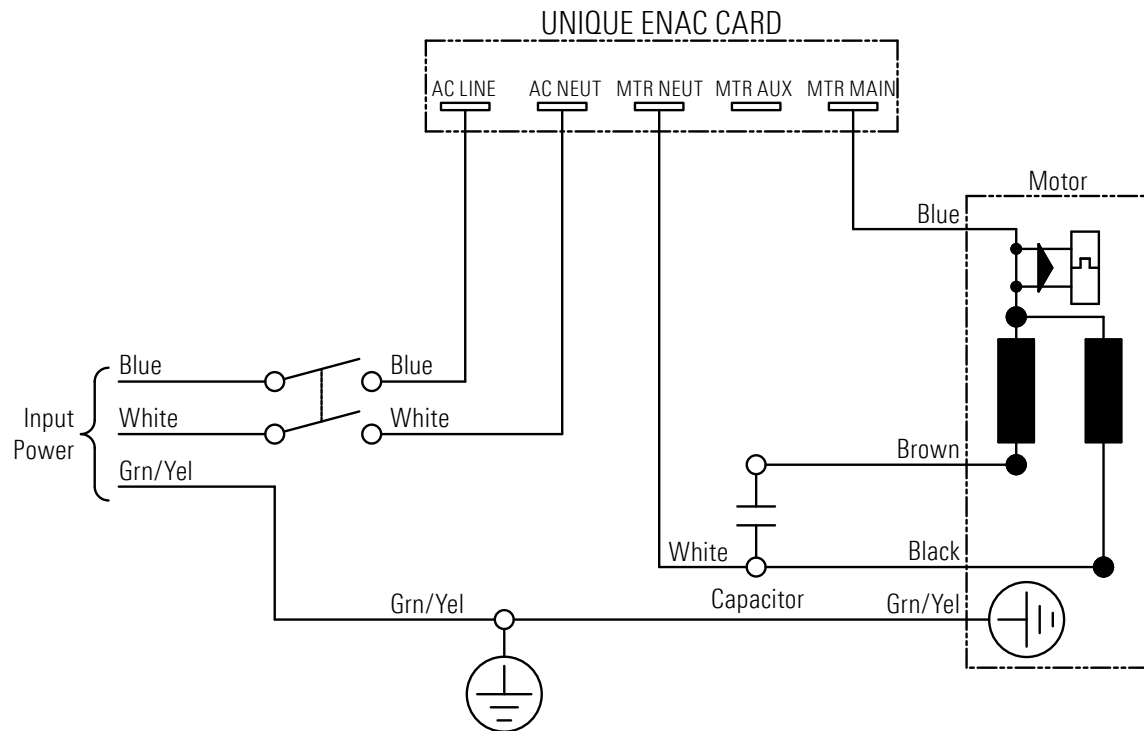 UNIQUE ENAC CARD
AC LINE
AC NEUT
MTR NEUT
MTR AUX
MTR MAIN
Motor
Blue
Blue
Blue
Input
Power
White
White
Grn/Yel
Brown
White
Black
Capacitor
Grn/Yel
Grn/Yel